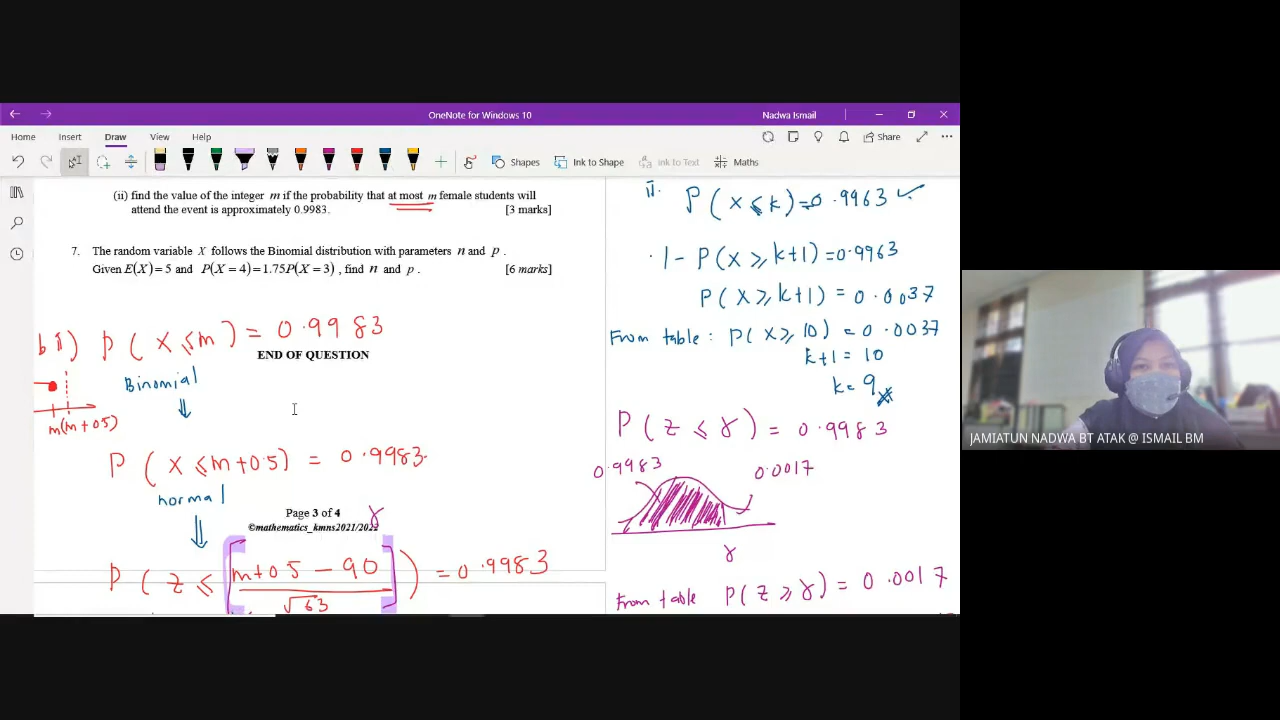 OneNote for Windows 10
Nadwa Ismail
Home Insert Draw View Help
Share
Shapes Ink to Shape Ink to Text Maths
(ii) find the value of the integer m if the probability that at most m female students will
attend the event is approximately 0.9983. [3 marks]
7. The random variable X follows the Binomial distribution with parameters n and p.
Given E(X)=5 and P(X=4)=1.75P(X=3), find n and p. [6 marks]
P(X≤m) = 0.9983
END OF QUESTION
Binomial
m(m+0.5)
P(X≤m+0.5) = 0.9983
normal
Page 3 of 4
γ
P(Z≤[m+0.5-90
√63]) = 0.9983
ii.
P(X≤k)=0.9963
1-P(X≥k+1)=0.9963
P(X≥k+1) = 0.0037
From table: P(X≥10) = 0.0037
k+1 = 10
k = 9
P(Z≤γ) = 0.9983
0.9983 0.0017
γ
From table P(Z≥γ) = 0.0017
JAMIATUN NADWA BT ATAK @ ISMAIL BM